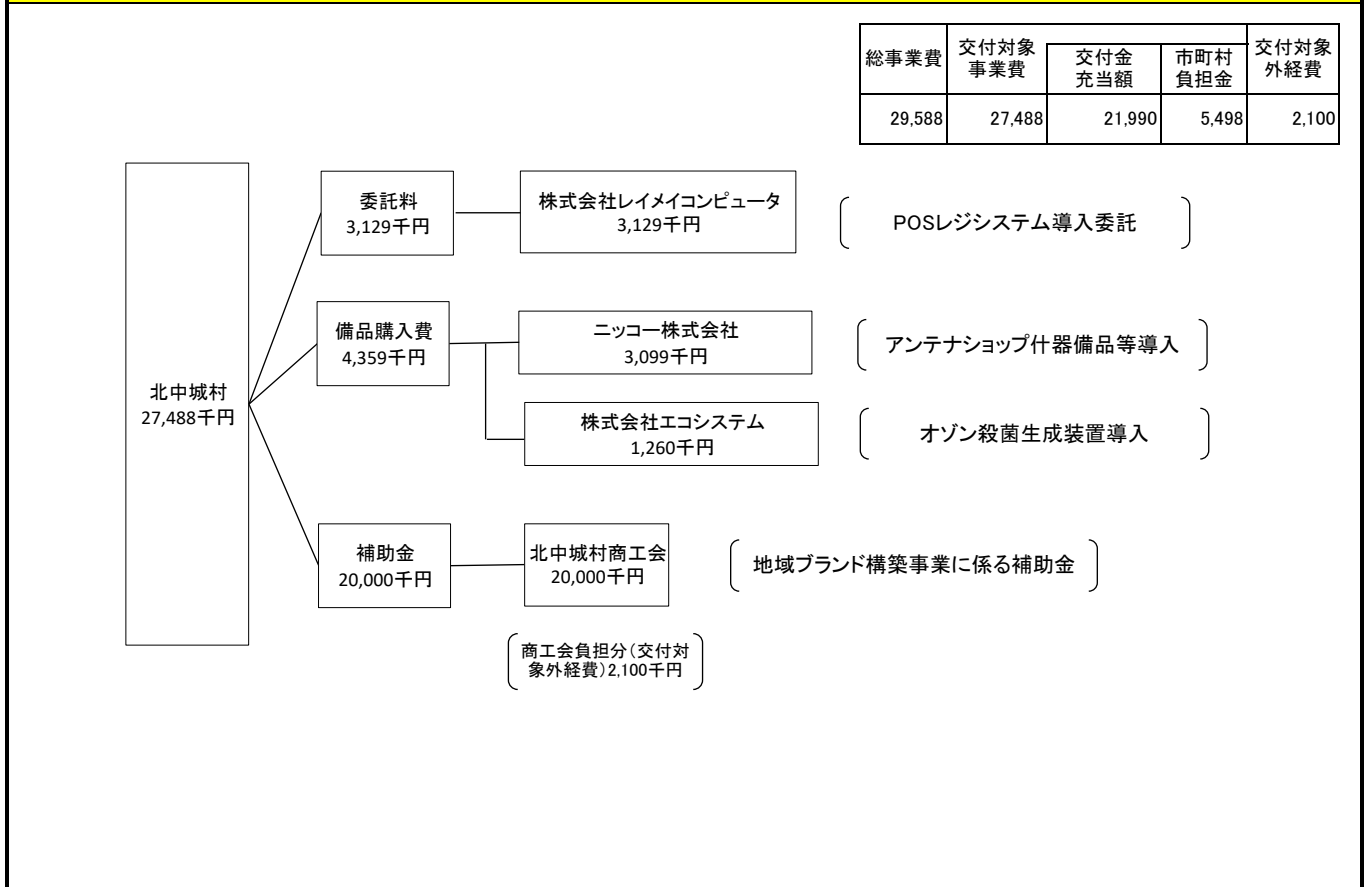 総事業費
交付対象
事業費
交付金
充当額
市町村
負担金
交付対象
外経費
29,588
27,488
21,990
5,498
2,100
北中城村
27,488千円
委託料
3,129千円
株式会社レイメイコンピュータ
3,129千円
POSレジシステム導入委託
備品購入費
4,359千円
ニッコー株式会社
3,099千円
アンテナショップ什器備品等導入
株式会社エコシステム
1,260千円
オゾン殺菌生成装置導入
補助金
20,000千円
北中城村商工会
20,000千円
地域ブランド構築事業に係る補助金
商工会負担分(交付対
象外経費)2,100千円